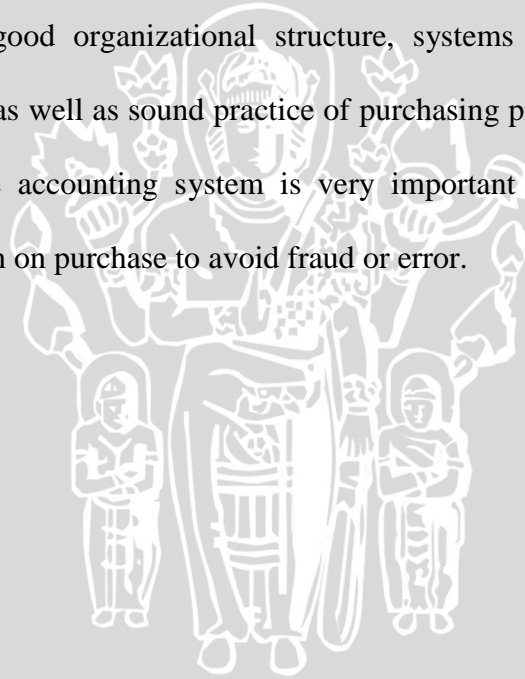 good organizational structure, systems
as well as sound practice of purchasing
accounting system is very important
on purchase to avoid fraud or error.